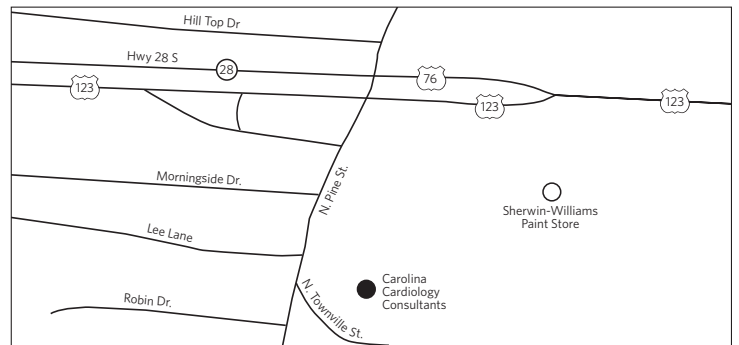 Hill Top Dr
Hwy 28 S
28
76
123
123
123
Morningside Dr.
N. Pine St.
Sherwin-Williams
Paint Store
Lee Lane
Carolina
Cardiology
Consultants
N. Townville St.
Robin Dr.